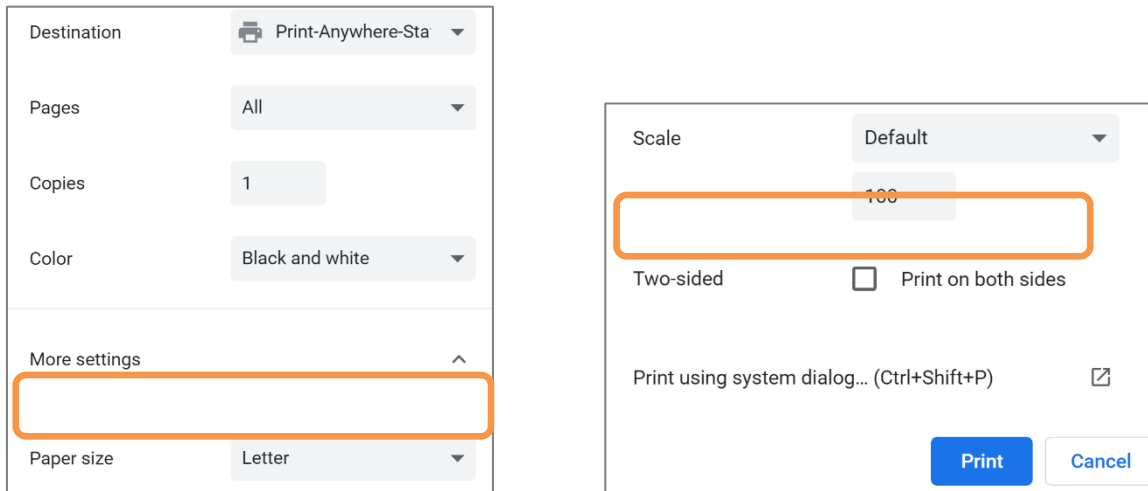 Destination Print-Anywhere-Sta
Pages All
Copies 1
Color Black and white
More settings
Paper size Letter
Scale Default
100
Two-sided Print on both sides
Print using system dialog... (Ctrl+Shift+P)
Print Cancel